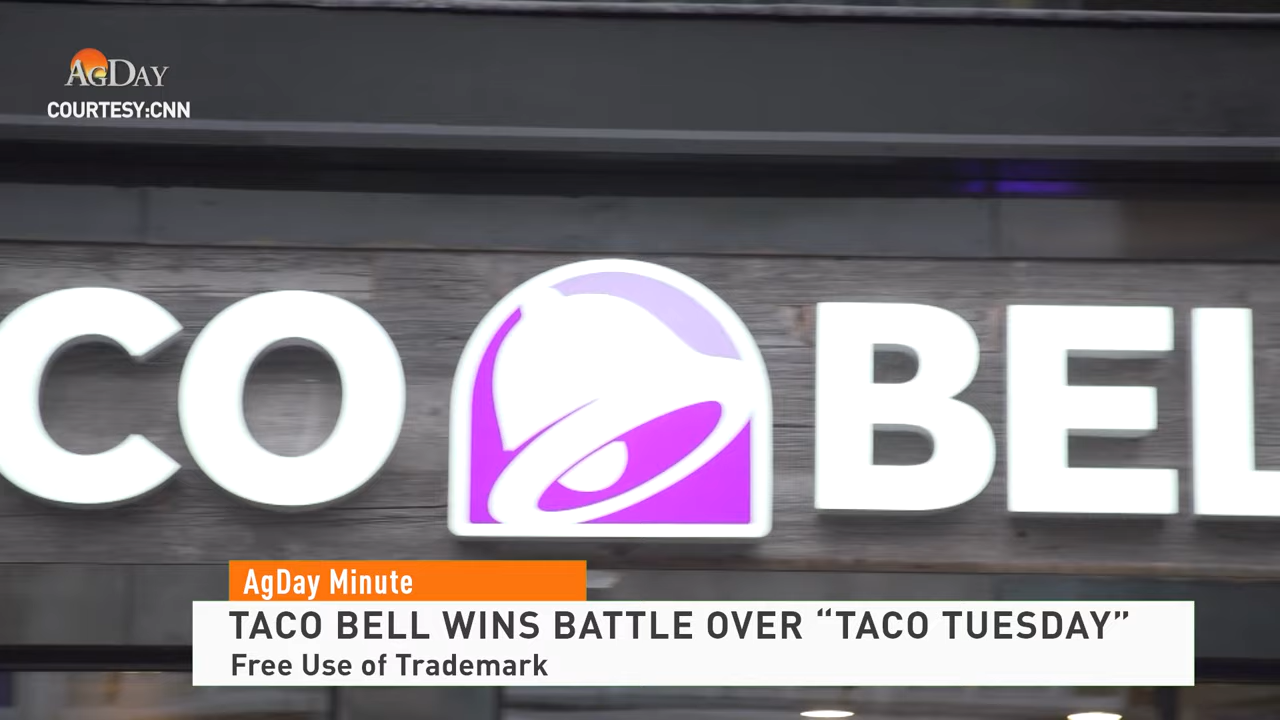 AGDAY
COURTESY:CNN
CO BEL
AgDay Minute
TACO BELL WINS BATTLE OVER “TACO TUESDAY”
Free Use of Trademark